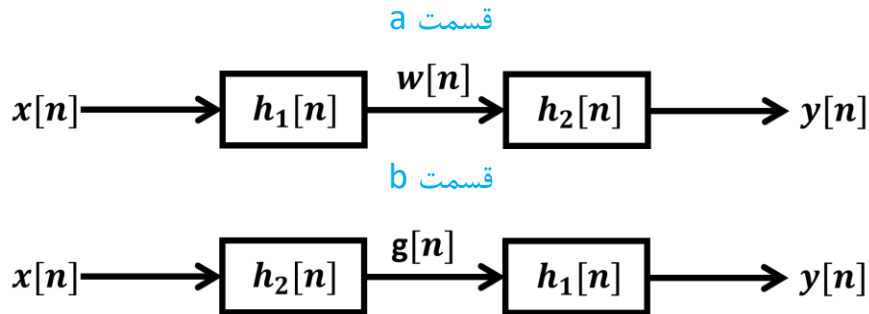 قسمت a
x[n] h₁[n] w[n] h₂[n] y[n]
قسمت b
x[n] h₂[n] g[n] h₁[n] y[n]